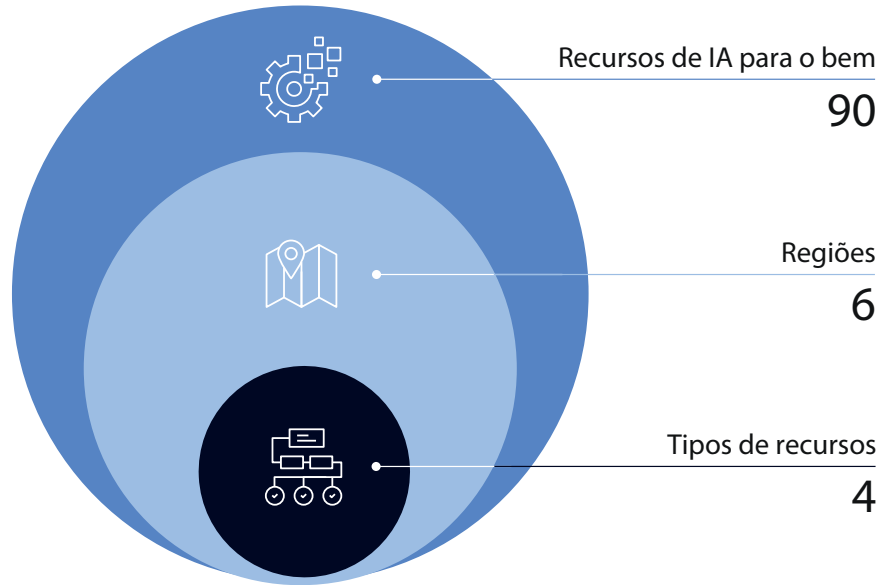 Recursos de IA para o bem
90
Regiões
6
Tipos de recursos
4